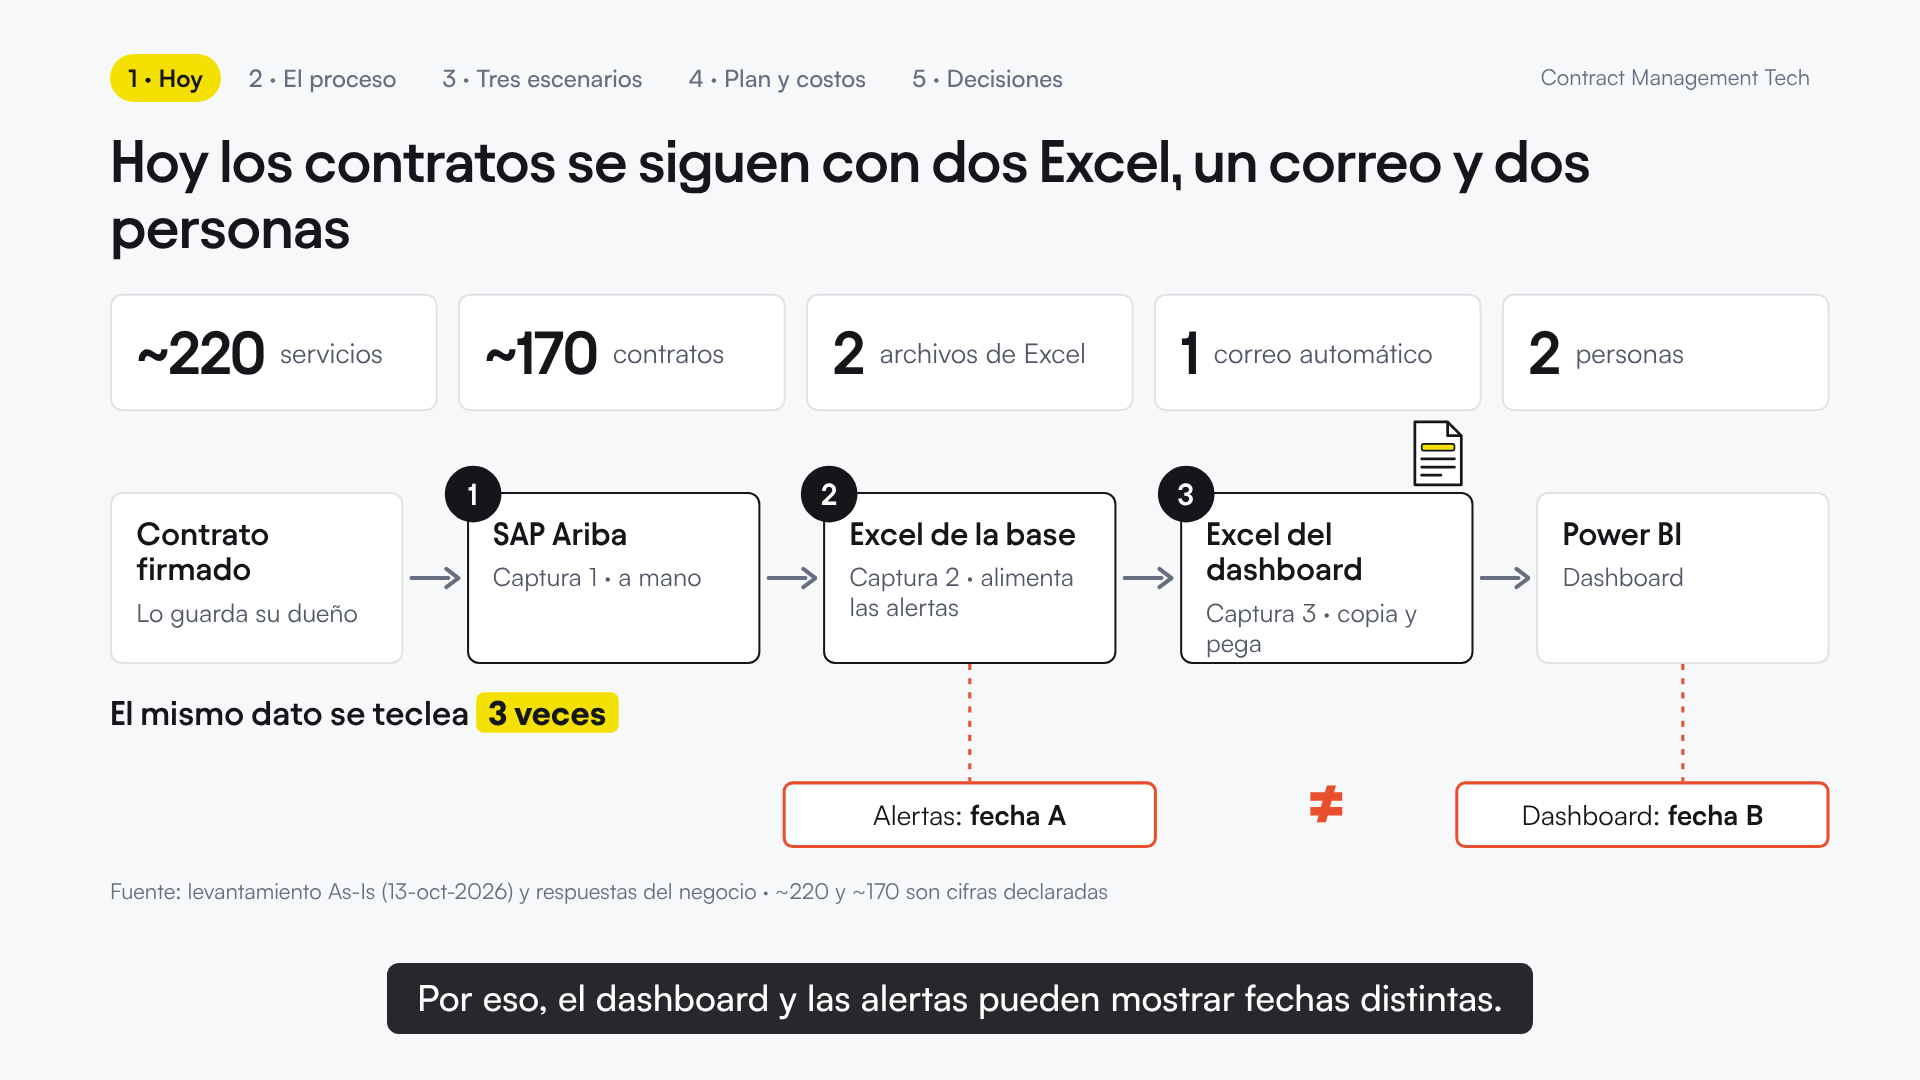 1 · Hoy
2 · El proceso
3 · Tres escenarios
4 · Plan y costos
5 · Decisiones
Contract Management Tech
Hoy los contratos se siguen con dos Excel, un correo y dos
personas
~220 servicios
~170 contratos
2 archivos de Excel
1 correo automático
2 personas
Contrato
firmado
Lo guarda su dueño
1
SAP Ariba
Captura 1 · a mano
2
Excel de la base
Captura 2 · alimenta
las alertas
3
Excel del
dashboard
Captura 3 · copia y
pega
Power BI
Dashboard
El mismo dato se teclea 3 veces
Alertas: fecha A
≠
Dashboard: fecha B
Fuente: levantamiento As-Is (13-oct-2026) y respuestas del negocio · ~220 y ~170 son cifras declaradas
Por eso, el dashboard y las alertas pueden mostrar fechas distintas.